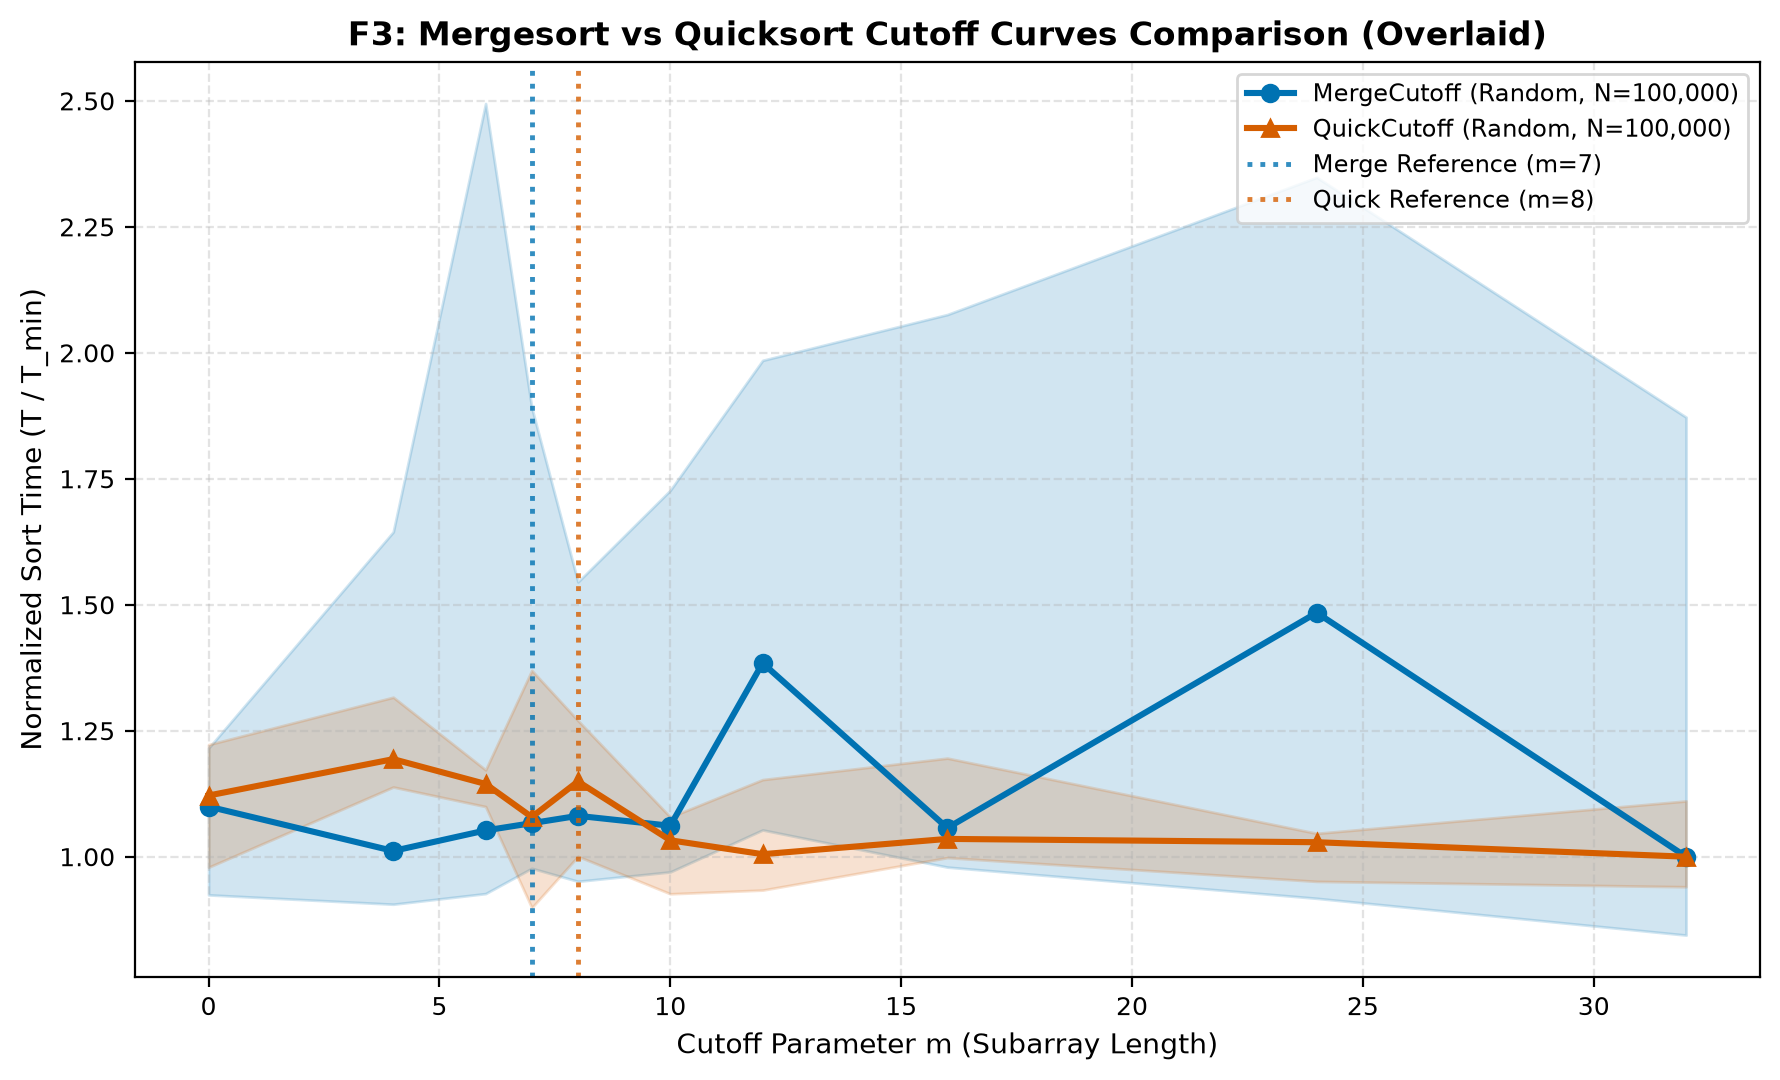 F3: Mergesort vs Quicksort Cutoff Curves Comparison (Overlaid)
MergeCutoff (Random, N=100,000)
QuickCutoff (Random, N=100,000)
Merge Reference (m=7)
Quick Reference (m=8)
Normalized Sort Time (T / T_min)
2.50
2.25
2.00
1.75
1.50
1.25
1.00
0
5
10
15
20
25
30
Cutoff Parameter m (Subarray Length)